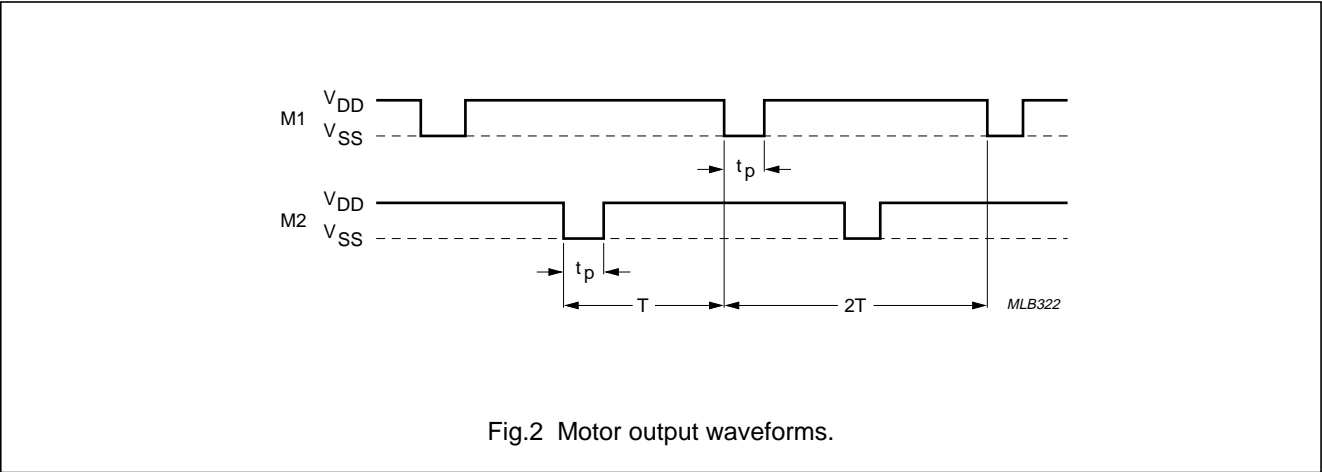 M1
VDD
VSS
tp
M2
VDD
VSS
tp
T
2T
MLB322
Fig.2 Motor output waveforms.